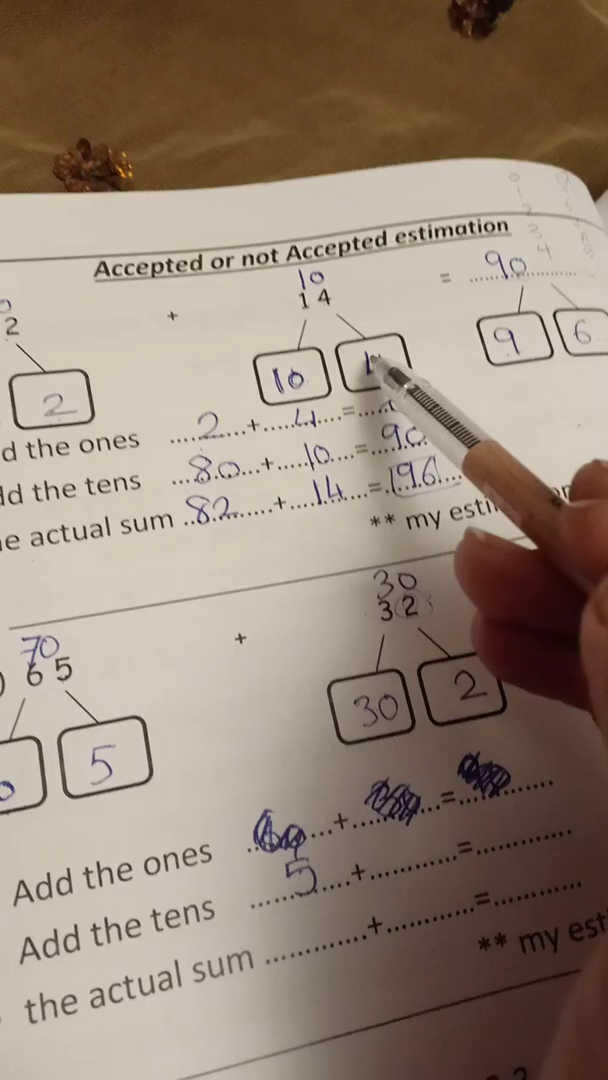 Accepted or not Accepted estimation
10
2 + 14 = 90
2 10 9 6
d the ones 2 + 4 =
dd the tens 80 + 10 = 90
e actual sum 82 + 14 = 96
** my esti
70 30
65 + 32
5 30 2
Add the ones + =
Add the tens 5 + =
the actual sum + =
** my est